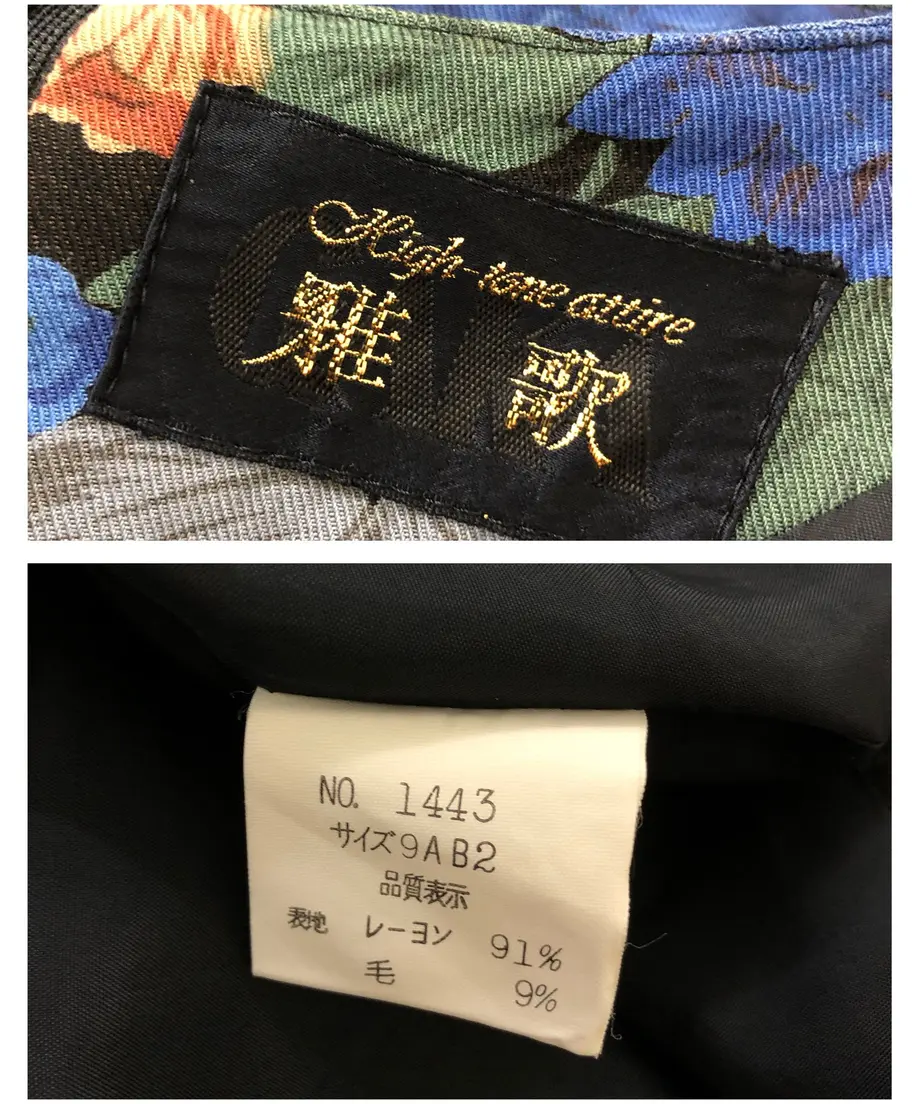 High-tone attire
雅歌
NO. 1443
サイズ9AB2
品質表示
表地 レーヨン 91%
毛 9%